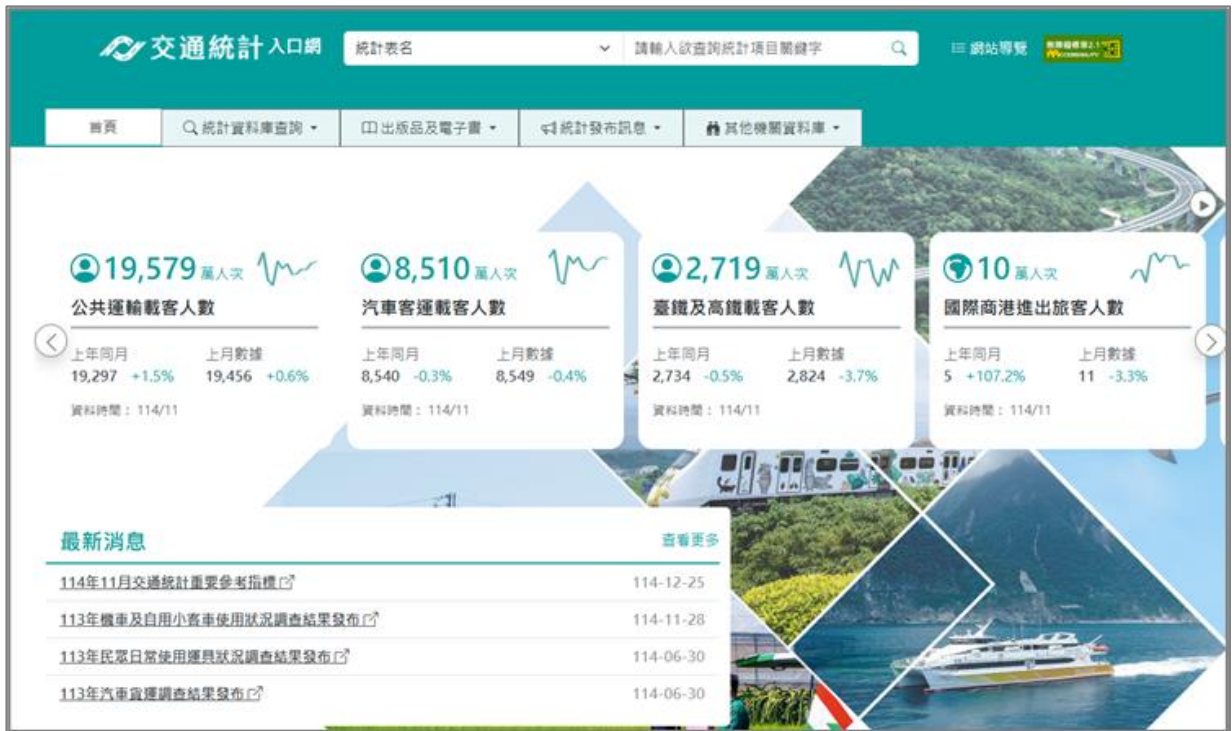 交通統計入口網 統計表名 請輸入欲查詢統計項目關鍵字 網站導覽 無障礙標章2.1 ACCESSIBILITY
首頁 統計資料庫查詢 出版品及電子書 統計發布訊息 其他機關資料庫
19,579 萬人次 8,510 萬人次 2,719 萬人次 10 萬人次
公共運輸載客人數 汽車客運載客人數 臺鐵及高鐵載客人數 國際商港進出旅客人數
上年同月 上月數據 上年同月 上月數據 上年同月 上月數據 上年同月 上月數據
19,297 +1.5% 19,456 +0.6% 8,540 -0.3% 8,549 -0.4% 2,734 -0.5% 2,824 -3.7% 5 +107.2% 11 -3.3%
資料時間：114/11 資料時間：114/11 資料時間：114/11 資料時間：114/11
最新消息 查看更多
114年11月交通統計重要參考指標 114-12-25
113年機車及自用小客車使用狀況調查結果發布 114-11-28
113年民眾日常使用運具狀況調查結果發布 114-06-30
113年汽車貨運調查結果發布 114-06-30